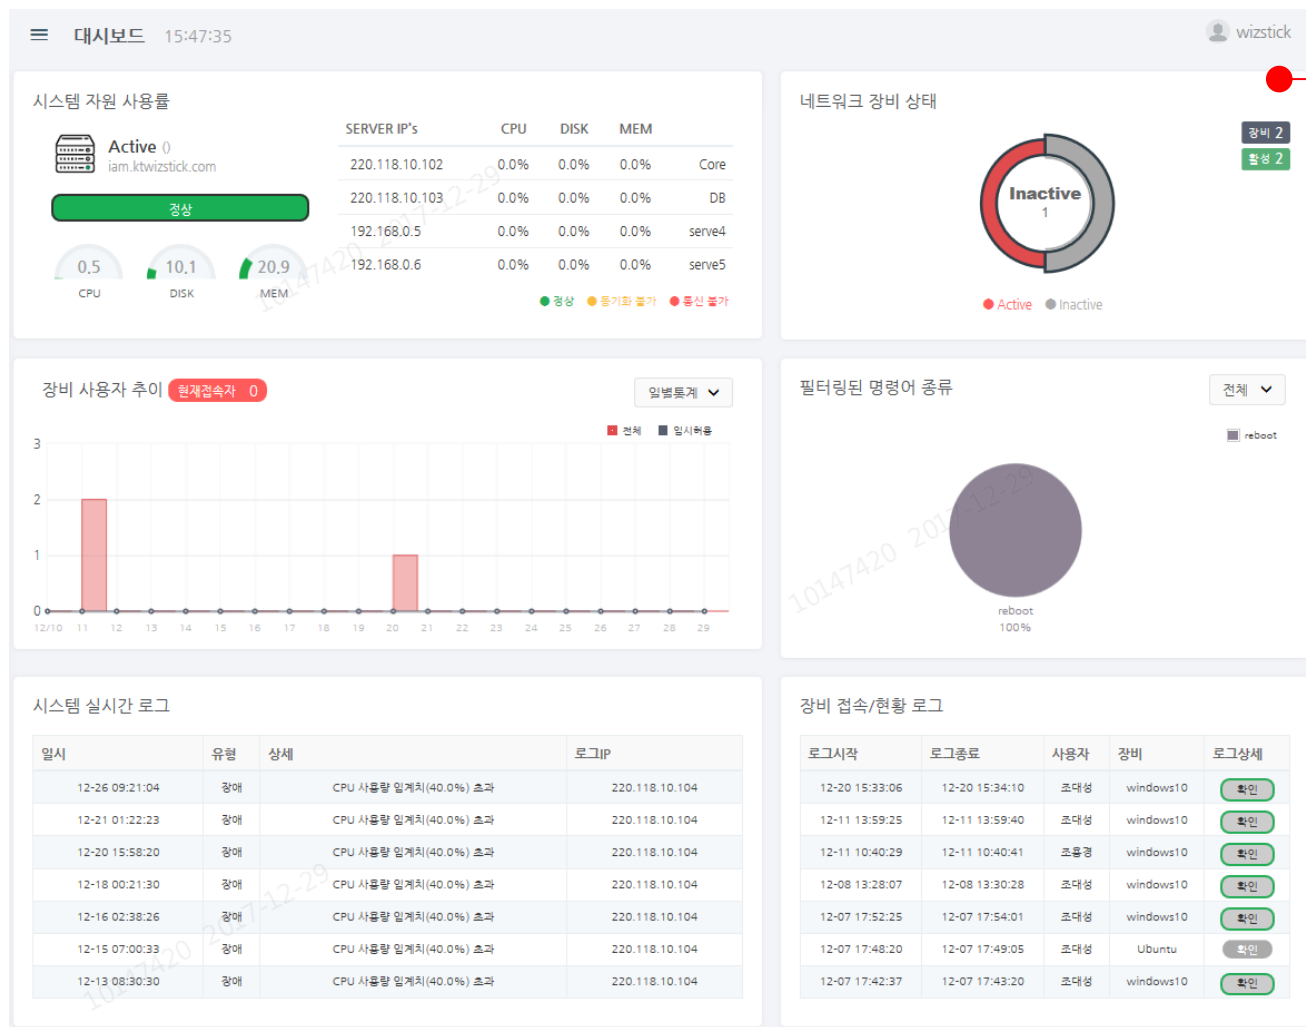 대시보드 15:47:35
wizstick
시스템 자원 사용률
Active ()
iam.ktwizstick.com
정상
0.5 10.1 20.9
CPU DISK MEM
SERVER IP's CPU DISK MEM
220.118.10.102 0.0% 0.0% 0.0% Core
220.118.10.103 0.0% 0.0% 0.0% DB
192.168.0.5 0.0% 0.0% 0.0% serve4
192.168.0.6 0.0% 0.0% 0.0% serve5
정상 동기화 불가 통신 불가
10147420 2017-12-29
네트워크 장비 상태
장비 2
활성 2
Inactive
1
Active Inactive
장비 사용자 추이 현재접속자 0
일별통계
전체 임시허용
3
2
1
0
12/10 11 12 13 14 15 16 17 18 19 20 21 22 23 24 25 26 27 28 29
필터링된 명령어 종류
전체
reboot
10147420 2017-12-29
reboot
100%
시스템 실시간 로그
일시 유형 상세 로그IP
12-26 09:21:04 장애 CPU 사용량 임계치(40.0%) 초과 220.118.10.104
12-21 01:22:23 장애 CPU 사용량 임계치(40.0%) 초과 220.118.10.104
12-20 15:58:20 장애 CPU 사용량 임계치(40.0%) 초과 220.118.10.104
12-18 00:21:30 장애 CPU 사용량 임계치(40.0%) 초과 220.118.10.104
12-16 02:38:26 장애 CPU 사용량 임계치(40.0%) 초과 220.118.10.104
12-15 07:00:33 장애 CPU 사용량 임계치(40.0%) 초과 220.118.10.104
12-13 08:30:30 장애 CPU 사용량 임계치(40.0%) 초과 220.118.10.104
10147420 2017-12-29
장비 접속/현황 로그
로그시작 로그종료 사용자 장비 로그상세
12-20 15:33:06 12-20 15:34:10 조대성 windows10 확인
12-11 13:59:25 12-11 13:59:40 조대성 windows10 확인
12-11 10:40:29 12-11 10:40:41 조용경 windows10 확인
12-08 13:28:07 12-08 13:30:28 조대성 windows10 확인
12-07 17:52:25 12-07 17:54:01 조대성 windows10 확인
12-07 17:48:20 12-07 17:49:05 조대성 Ubuntu 확인
12-07 17:42:37 12-07 17:43:20 조대성 windows10 확인